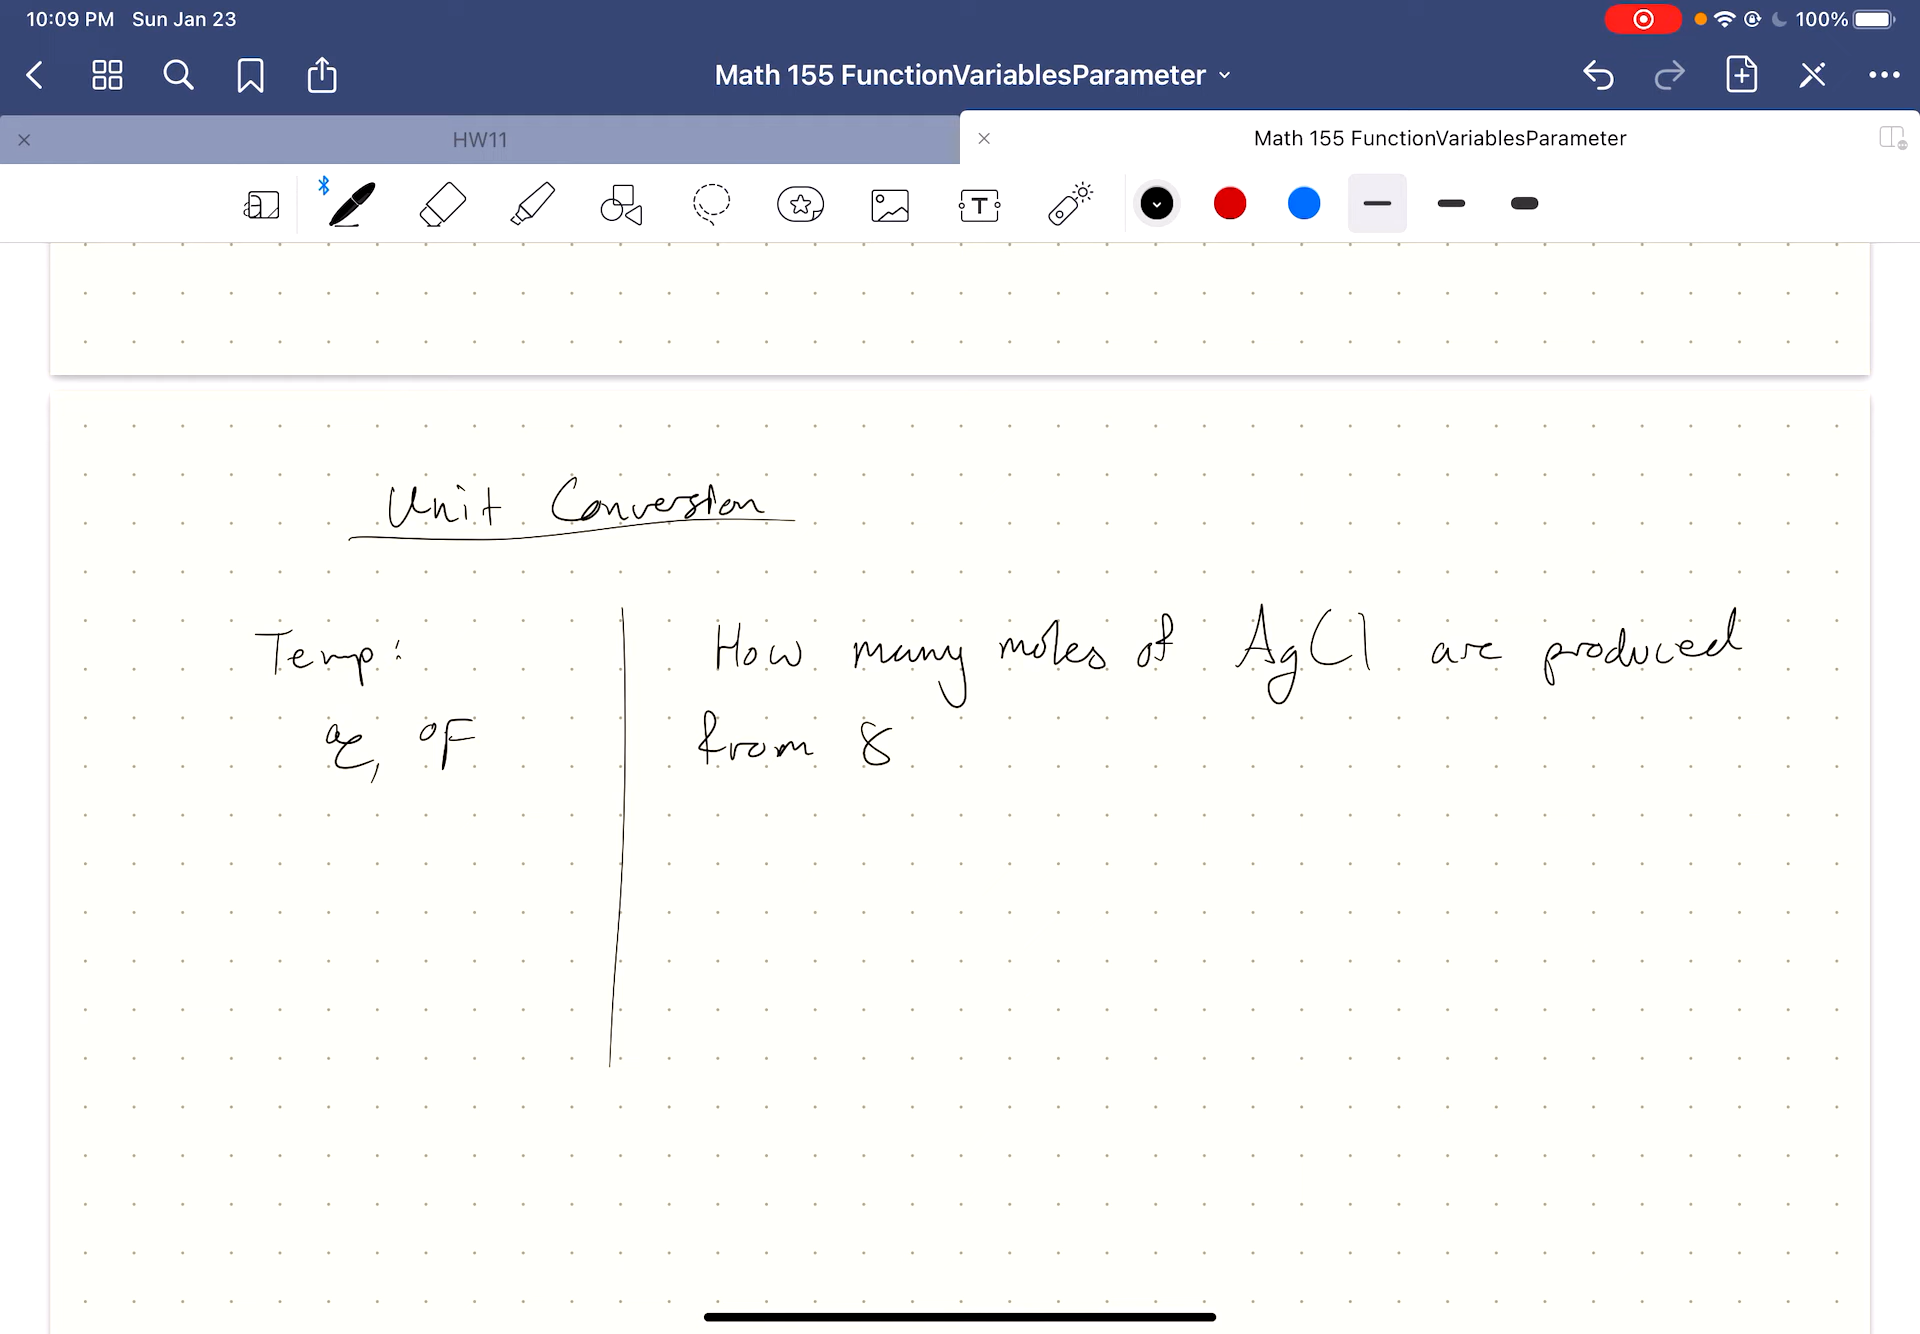 10:09 PM Sun Jan 23
100%
Math 155 FunctionVariablesParameter
HW11
Math 155 FunctionVariablesParameter
Unit Conversion
Temp:
°C, °F
How many moles of AgCl are produced
from 8